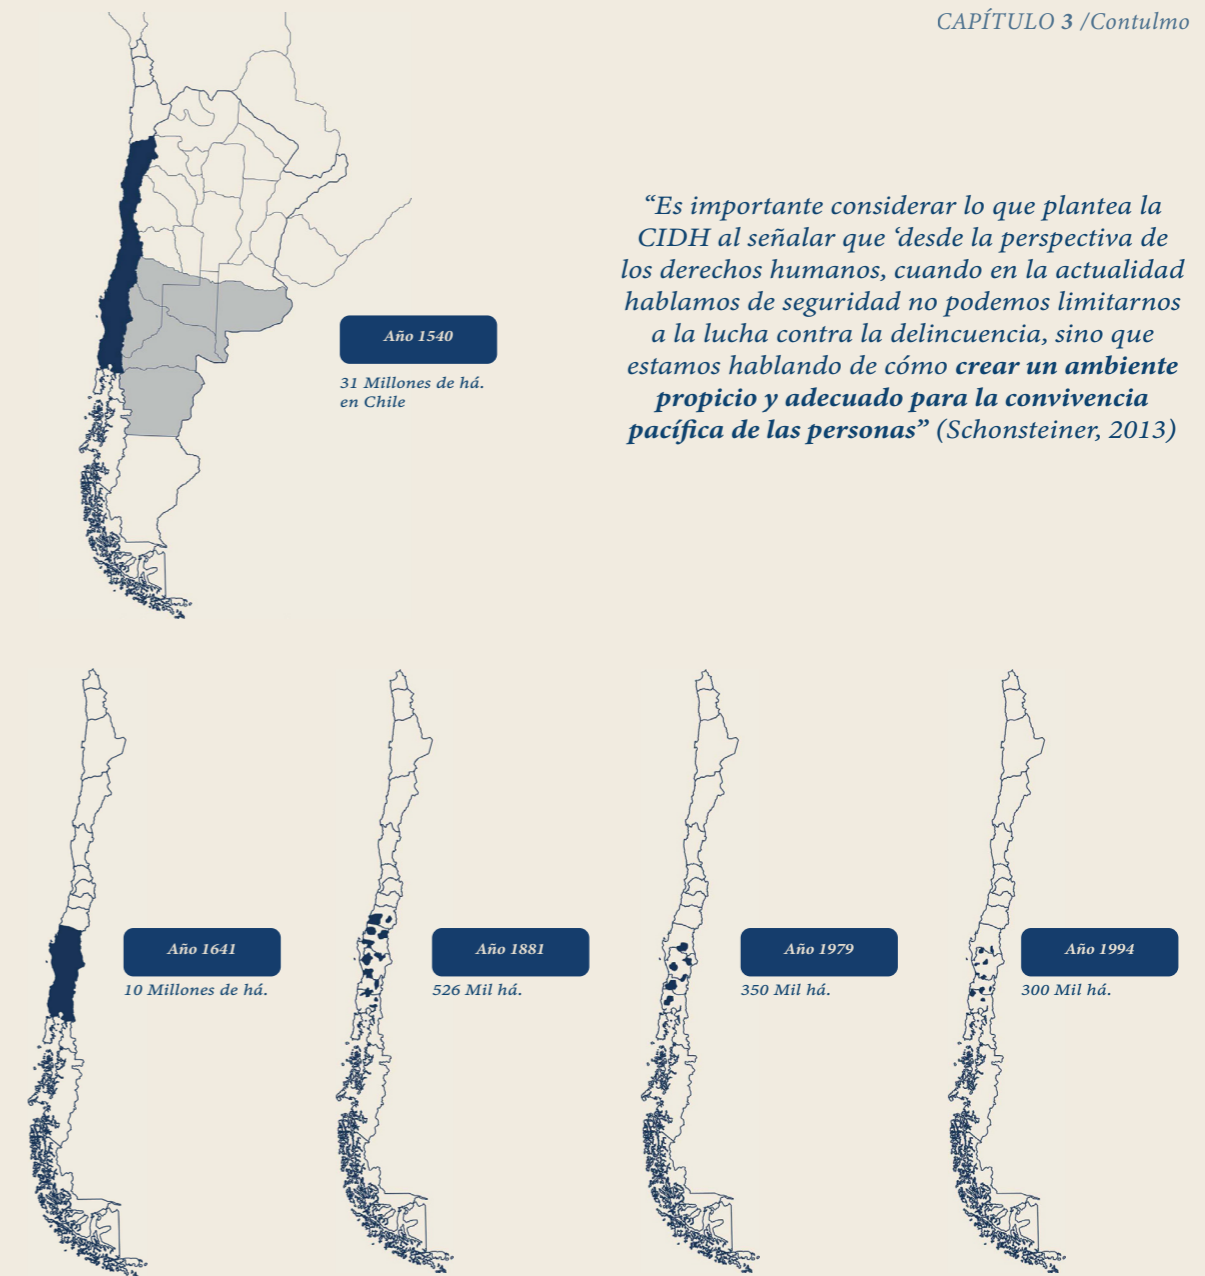 CAPÍTULO 3 /Contulmo
“Es importante considerar lo que plantea la
CIDH al señalar que ‘desde la perspectiva de
los derechos humanos, cuando en la actualidad
hablamos de seguridad no podemos limitarnos
a la lucha contra la delincuencia, sino que
estamos hablando de cómo crear un ambiente
propicio y adecuado para la convivencia
pacífica de las personas” (Schonsteiner, 2013)
Año 1540
31 Millones de há.
en Chile
Año 1641
10 Millones de há.
Año 1881
526 Mil há.
Año 1979
350 Mil há.
Año 1994
300 Mil há.